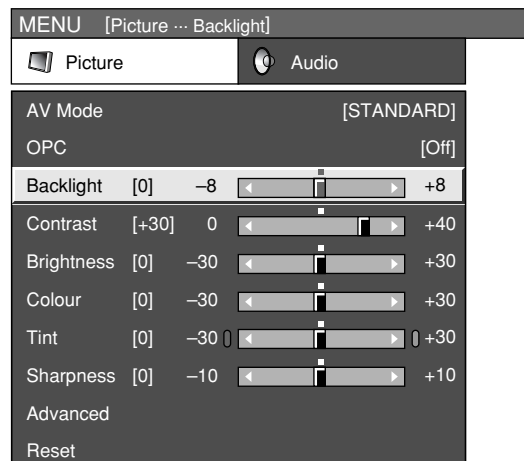 MENU [Picture ··· Backlight]
Picture Audio
AV Mode [STANDARD]
OPC [Off]
Backlight [0] –8 +8
Contrast [+30] 0 +40
Brightness [0] –30 +30
Colour [0] –30 +30
Tint [0] –30 +30
Sharpness [0] –10 +10
Advanced
Reset